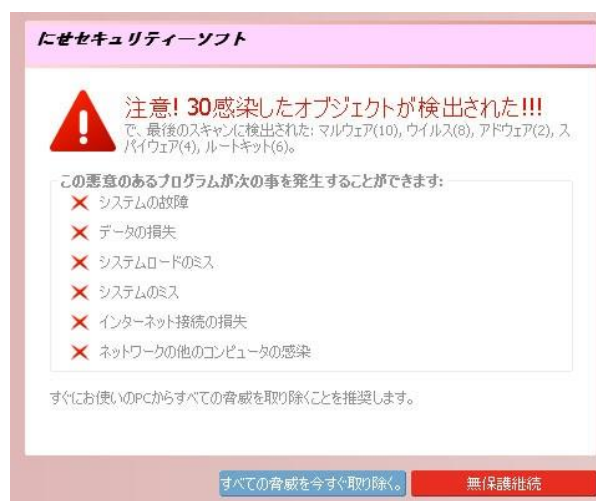 にせセキュリティーソフト
注意! 30感染したオブジェクトが検出された!!!
で、最後のスキャンに検出された: マルウェア(10), ウイルス(8), アドウェア(2), ス
パイウェア(4), ルートキット(6)。
この悪意のあるプログラムが次の事を発生することができます:
システムの故障
データの損失
システムロードのミス
システムのミス
インターネット接続の損失
ネットワークの他のコンピュータの感染
すぐにお使いのPCからすべての脅威を取り除くことを推奨します。
すべての脅威を今すぐ取り除く。
無保護継続